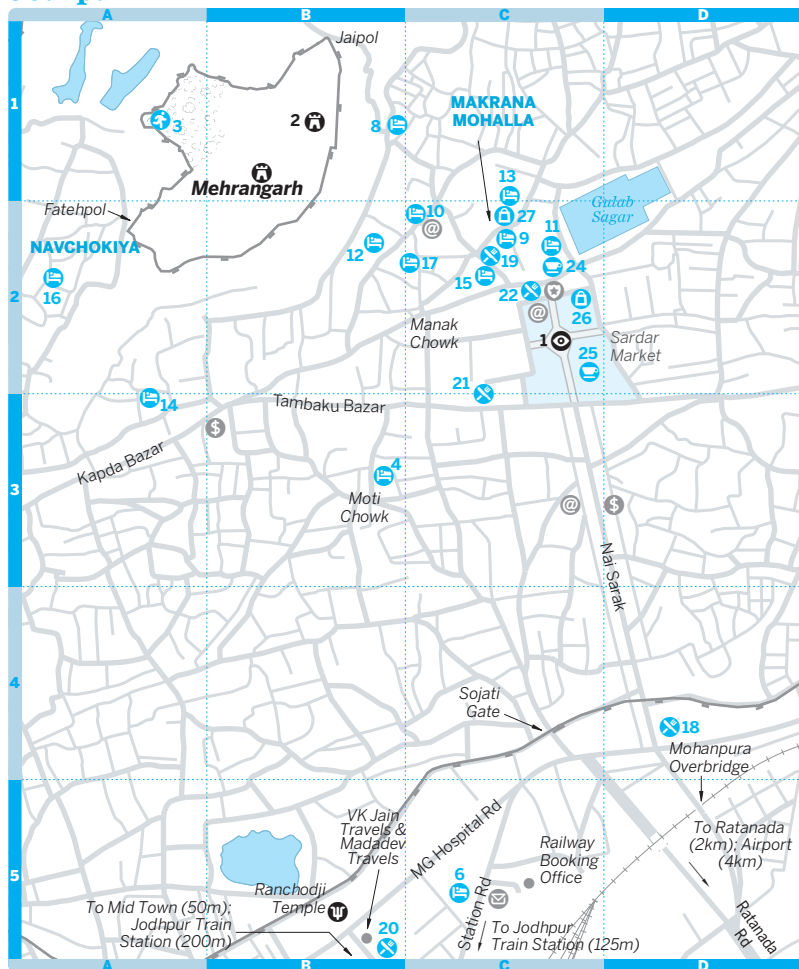 A
B
C
D
Jaipol
1
MAKRANA
MOHALLA
3
2
8
Mehrangarh
13
Fatehpol
10
27
Gulab
Sagar
NAVCHOKIYA
12
9
11
17
19
24
16
15
2
22
26
Manak
Chowk
1
Sardar
Market
25
14
21
Tambaku Bazar
$
Kapda Bazar
4
3
Moti
Chowk
@
@
@
$
Nai Sarak
4
Sojati
Gate
18
Mohanpura
Overbridge
VK Jain
Travels &
Madadev
Travels
MG Hospital Rd
To Ratanada
(2km); Airport
(4km)
Railway
Booking
Office
5
6
Ranchodji
Temple
To Mid Town (50m);
Jodhpur Train
Station (200m)
20
Station Rd
To Jodhpur
Train Station (125m)
Ratanada
Rd
A
B
C
D